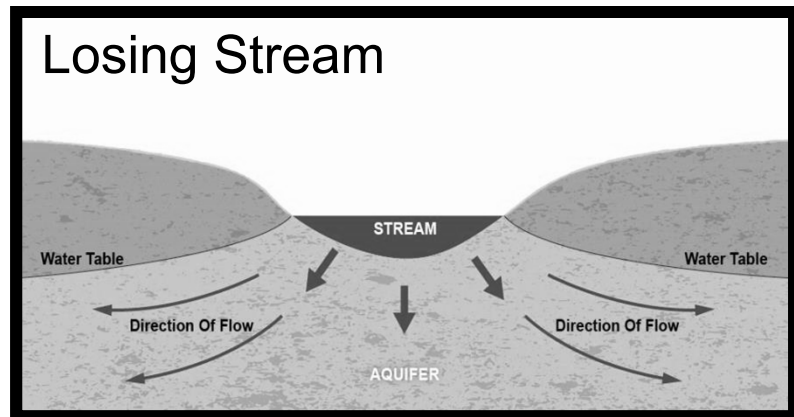 Losing Stream
STREAM
Water Table
Water Table
Direction Of Flow
Direction Of Flow
AQUIFER